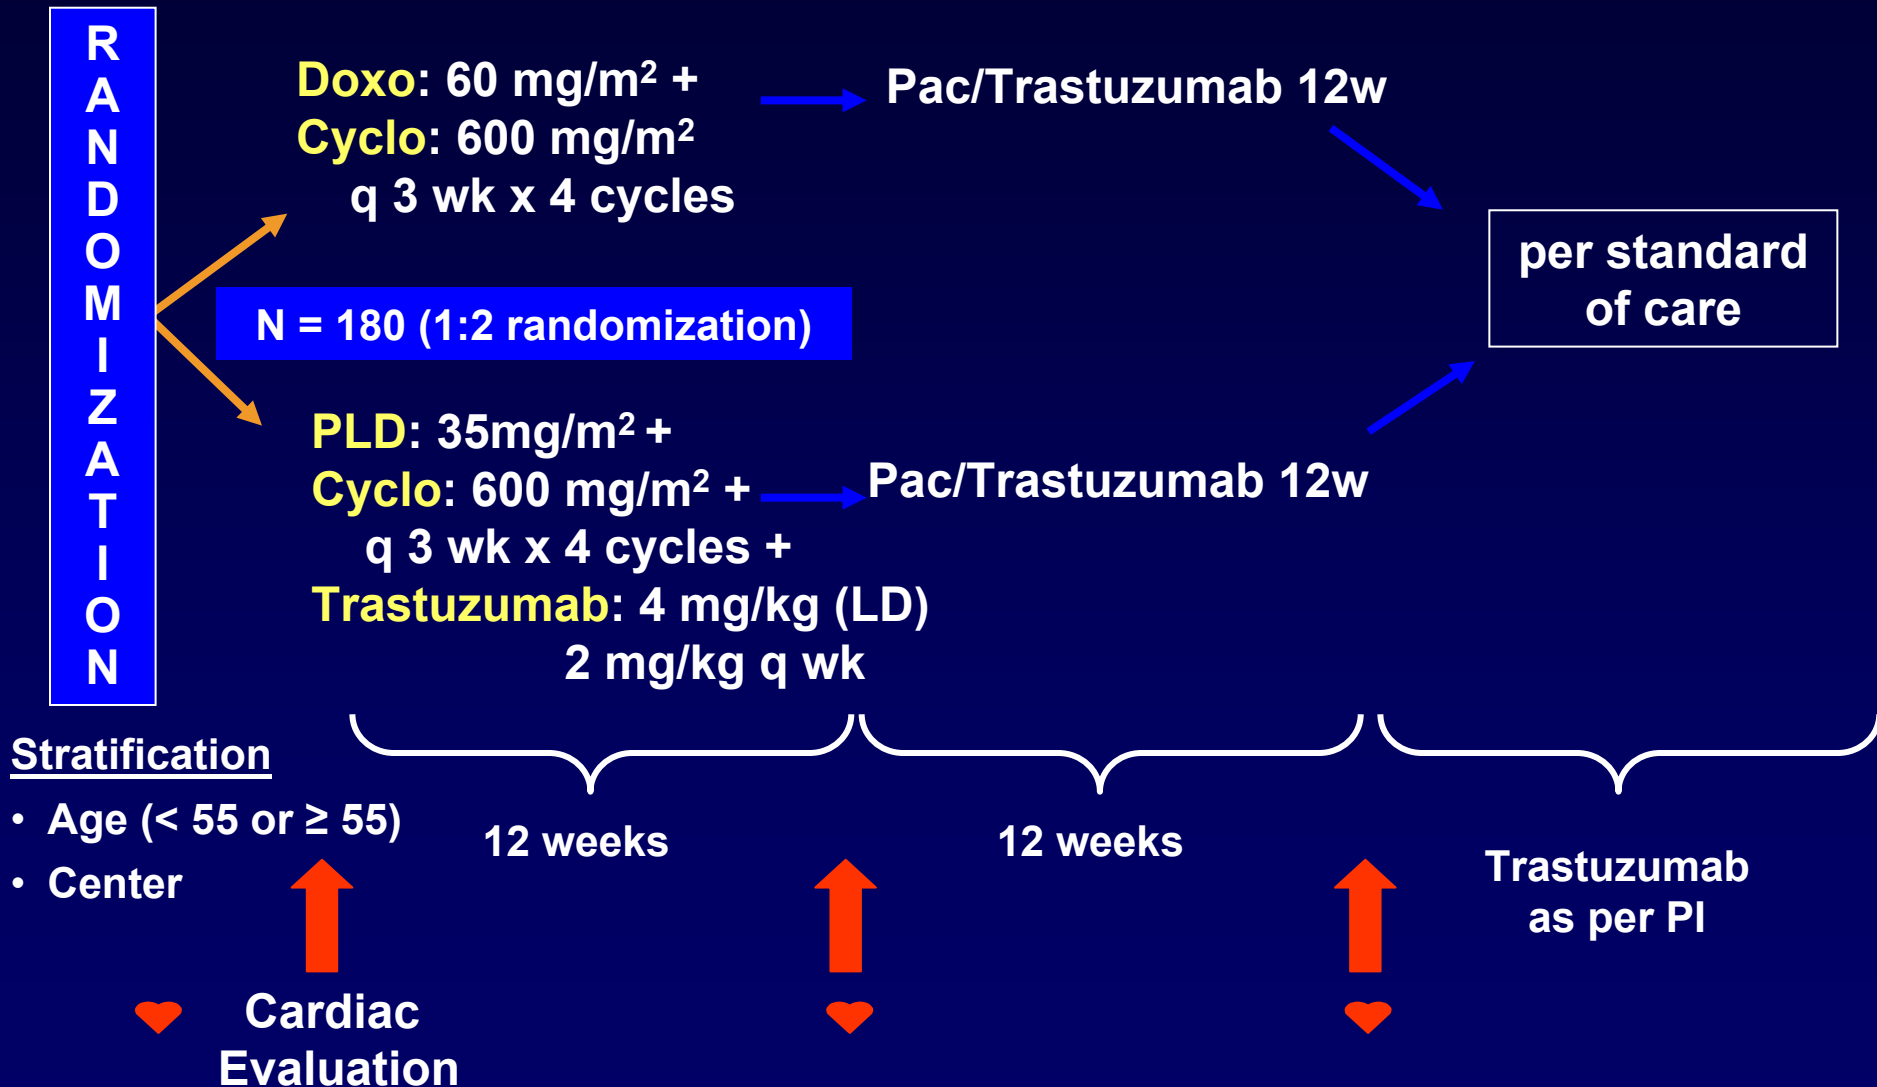 RANDOMIZATION
Doxo: 60 mg/m² +
Cyclo: 600 mg/m²
q 3 wk x 4 cycles
Pac/Trastuzumab 12w
N = 180 (1:2 randomization)
per standard
of care
PLD: 35mg/m² +
Cyclo: 600 mg/m² +
q 3 wk x 4 cycles +
Trastuzumab: 4 mg/kg (LD)
2 mg/kg q wk
Pac/Trastuzumab 12w
Stratification
• Age (< 55 or ≥ 55)
• Center
12 weeks
12 weeks
Trastuzumab
as per PI
Cardiac
Evaluation